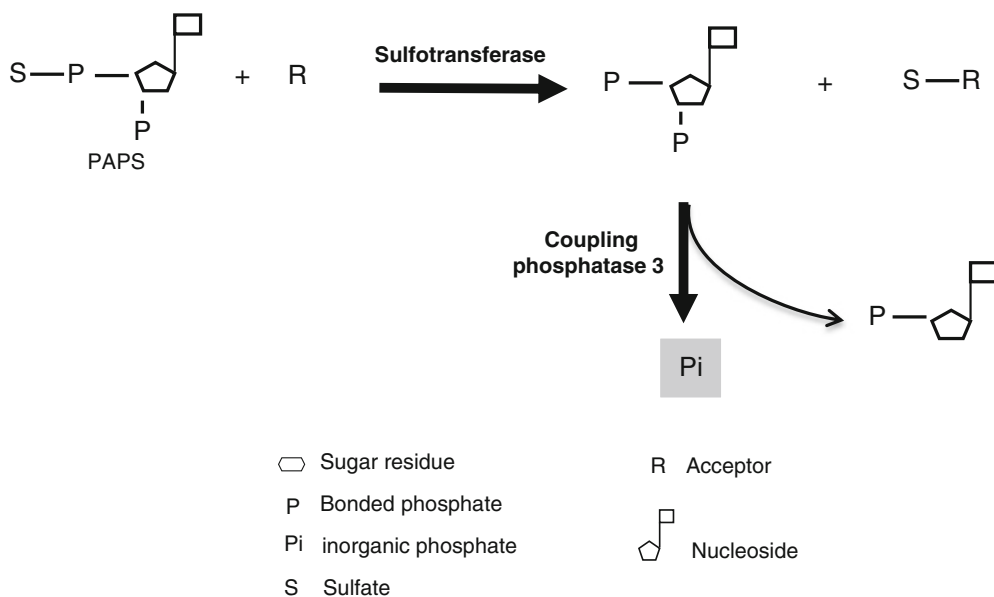 Sulfotransferase
S P + R P + S R
P P
PAPS
Coupling
phosphatase 3
P
Pi
Sugar residue R Acceptor
P Bonded phosphate
Pi inorganic phosphate
Nucleoside
S Sulfate